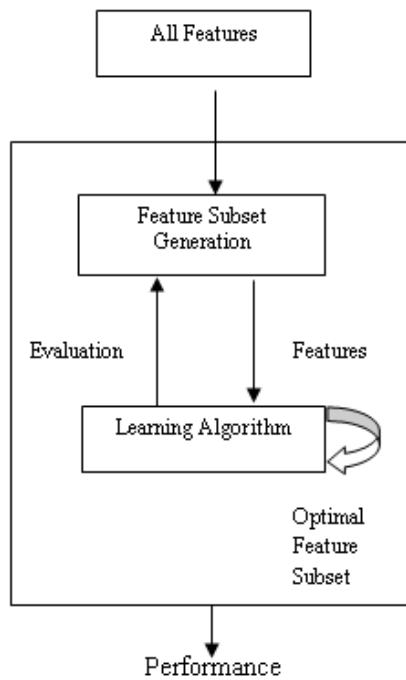 All Features
Feature Subset
Generation
Evaluation
Features
Learning Algorithm
Optimal
Feature
Subset
Performance